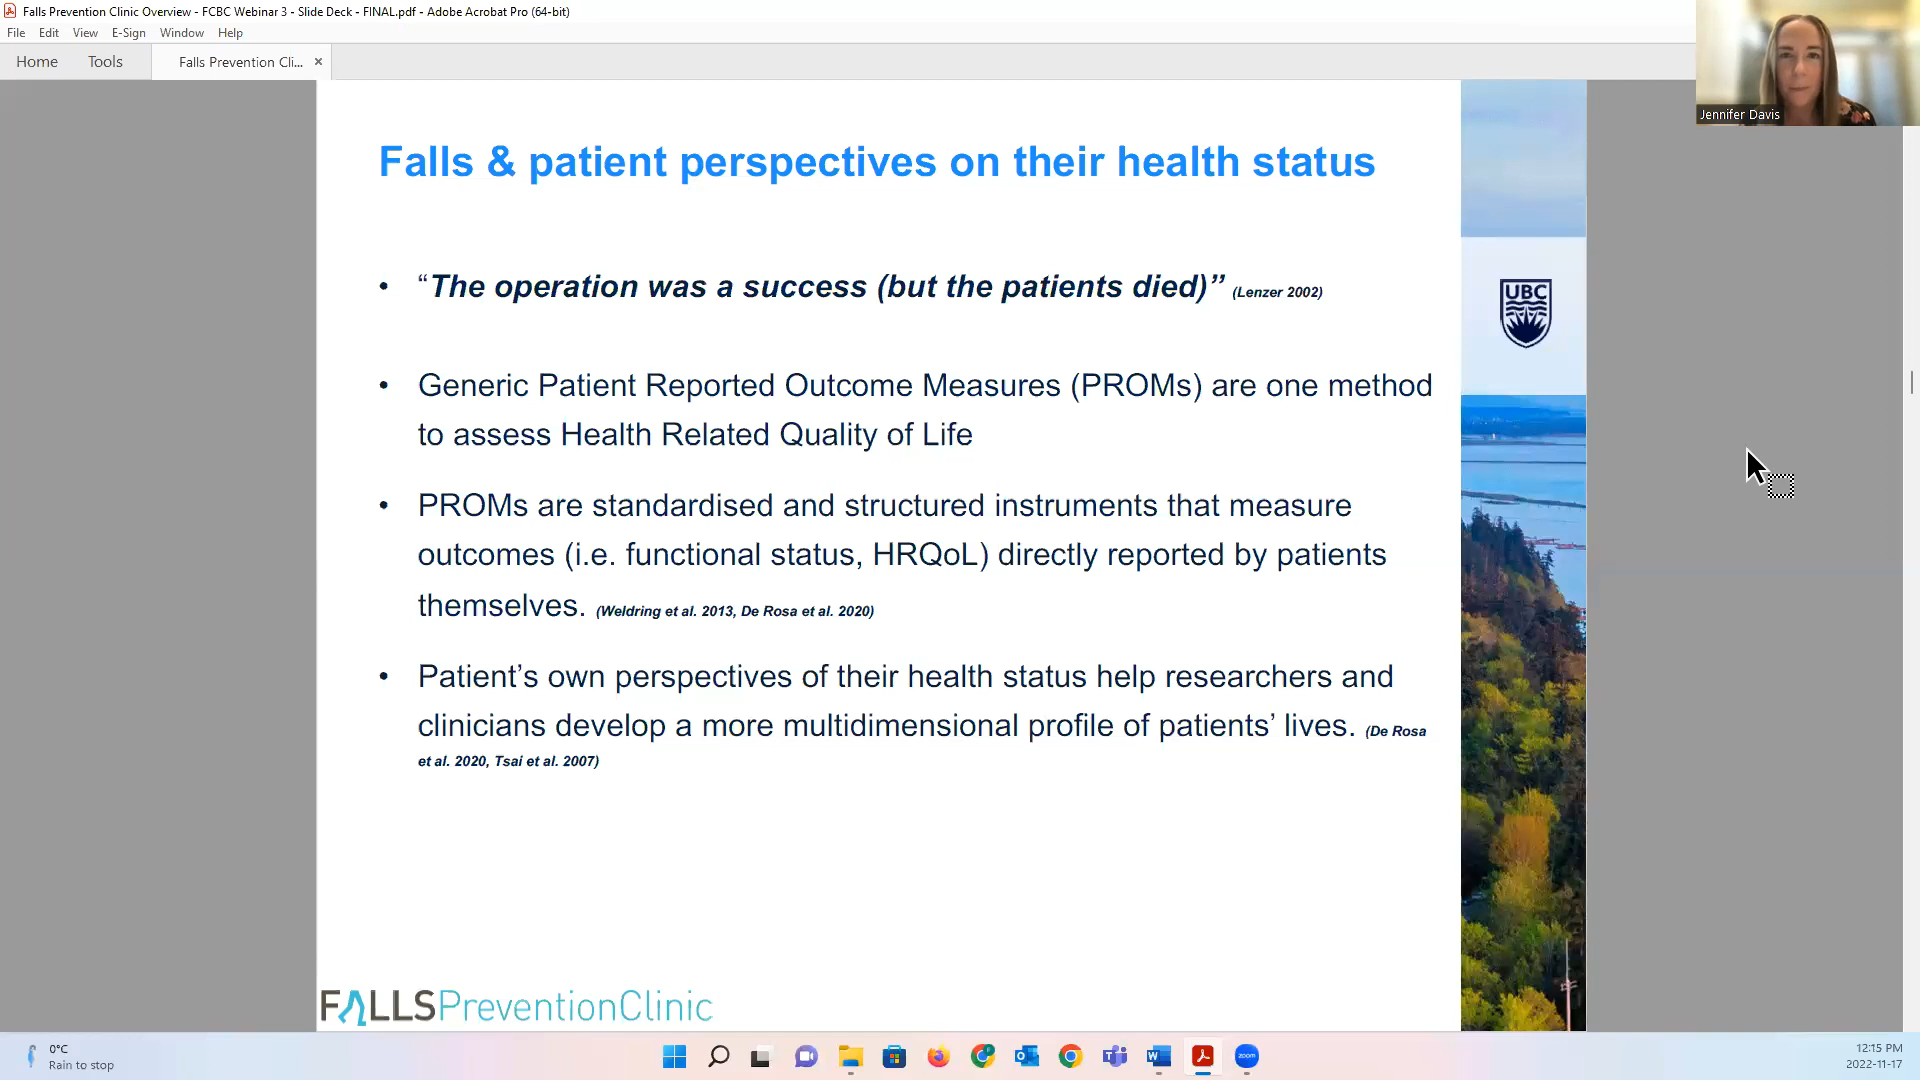 Falls Prevention Clinic Overview - FCBC Webinar 3 - Slide Deck - FINAL.pdf - Adobe Acrobat Pro (64-bit)
File Edit View E-Sign Window Help
Home Tools Falls Prevention Cli... ×
Jennifer Davis
Falls & patient perspectives on their health status
• “The operation was a success (but the patients died)” (Lenzer 2002)
UBC
• Generic Patient Reported Outcome Measures (PROMs) are one method
to assess Health Related Quality of Life
• PROMs are standardised and structured instruments that measure
outcomes (i.e. functional status, HRQoL) directly reported by patients
themselves. (Weldring et al. 2013, De Rosa et al. 2020)
• Patient’s own perspectives of their health status help researchers and
clinicians develop a more multidimensional profile of patients’ lives. (De Rosa
et al. 2020, Tsai et al. 2007)
FALLSPreventionClinic
0°C
Rain to stop
zoom
12:15 PM
2022-11-17